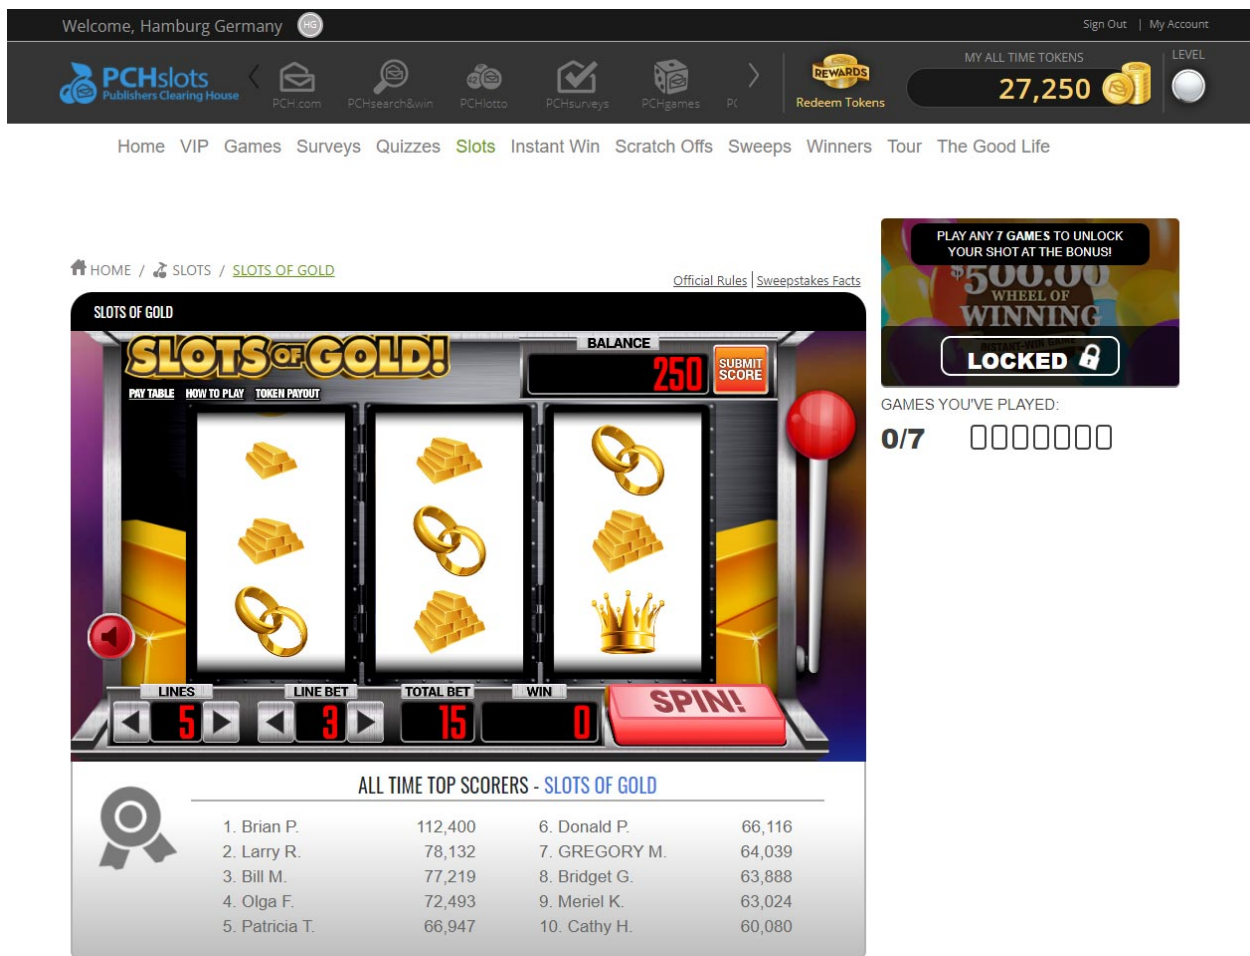 Welcome, Hamburg Germany HG
Sign Out | My Account
PCHslots
Publishers Clearing House
PCH.com PCHsearch&win PCHlotto PCHsurveys PCHgames
REWARDS
Redeem Tokens
MY ALL TIME TOKENS
27,250
LEVEL
Home VIP Games Surveys Quizzes Slots Instant Win Scratch Offs Sweeps Winners Tour The Good Life
HOME / SLOTS / SLOTS OF GOLD
Official Rules | Sweepstakes Facts
SLOTS OF GOLD
SLOTS OF GOLD!
PAY TABLE HOW TO PLAY TOKEN PAYOUT
BALANCE
250
SUBMIT
SCORE
LINES LINE BET TOTAL BET WIN
5 3 15 0
SPIN!
PLAY ANY 7 GAMES TO UNLOCK
YOUR SHOT AT THE BONUS!
$500.00
WHEEL OF
WINNING
INSTANT-WIN GAME
LOCKED
GAMES YOU'VE PLAYED:
0/7
ALL TIME TOP SCORERS - SLOTS OF GOLD
1. Brian P. 112,400 6. Donald P. 66,116
2. Larry R. 78,132 7. GREGORY M. 64,039
3. Bill M. 77,219 8. Bridget G. 63,888
4. Olga F. 72,493 9. Meriel K. 63,024
5. Patricia T. 66,947 10. Cathy H. 60,080